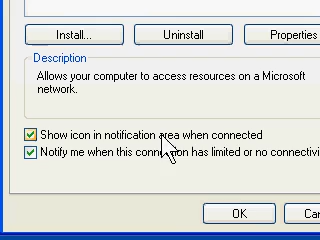 Install... Uninstall Properties
Description
Allows your computer to access resources on a Microsoft
network.
Show icon in notification area when connected
Notify me when this connection has limited or no connectivi
OK Car